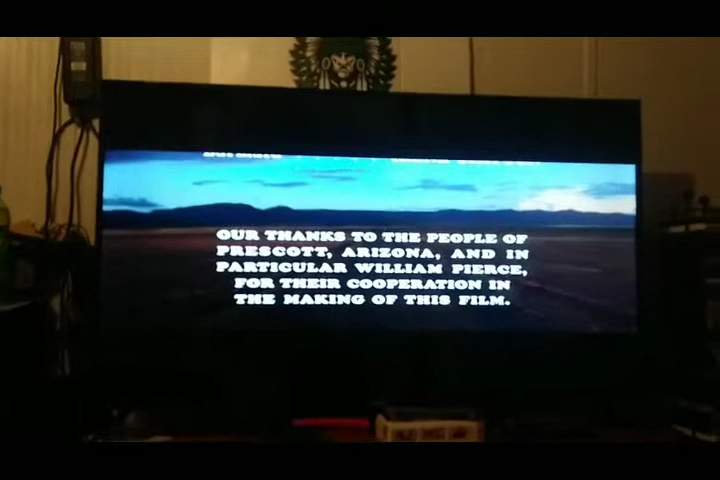 OUR THANKS TO THE PEOPLE OF
PRESCOTT, ARIZONA, AND IN
PARTICULAR WILLIAM PIERCE,
FOR THEIR COOPERATION IN
THE MAKING OF THIS FILM.